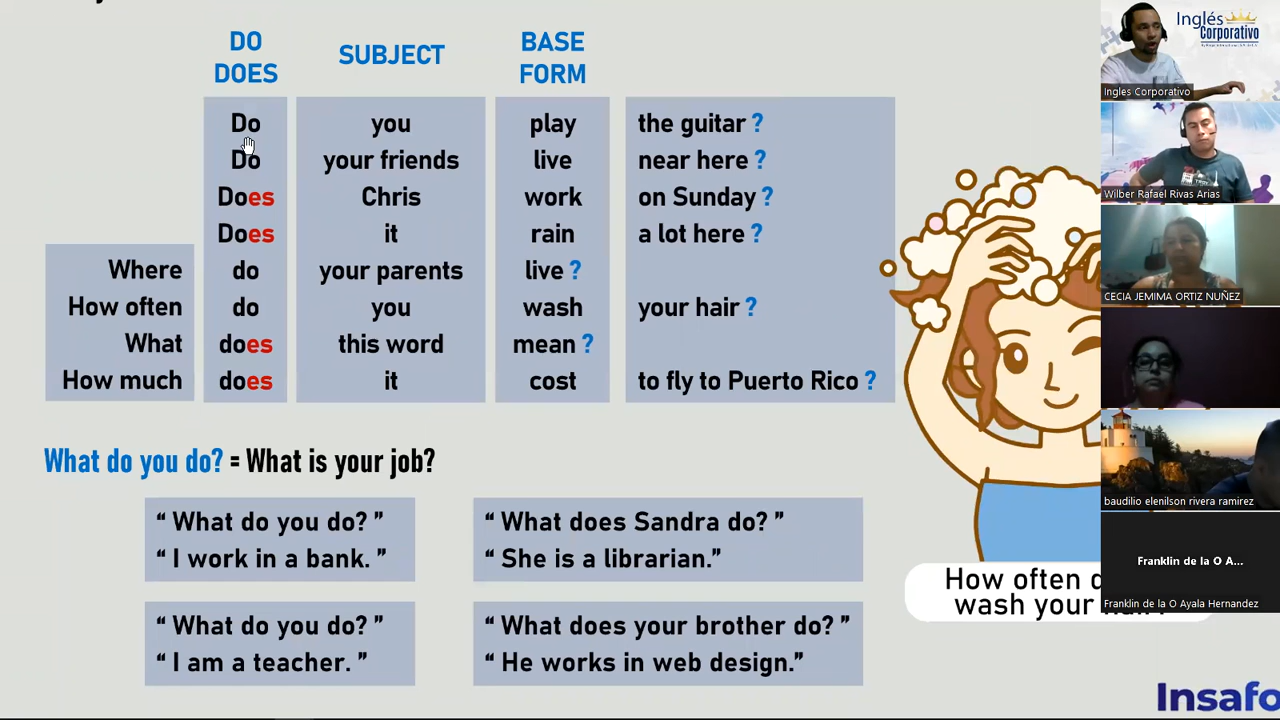 DO
DOES
SUBJECT
BASE
FORM
Do you play the guitar ?
Do your friends live near here ?
Does Chris work on Sunday ?
Does it rain a lot here ?
Where do your parents live ?
How often do you wash your hair ?
What does this word mean ?
How much does it cost to fly to Puerto Rico ?
What do you do? = What is your job?
“ What do you do? ”
“ I work in a bank. ”
“ What does Sandra do? ”
“ She is a librarian.”
“ What do you do? ”
“ I am a teacher. ”
“ What does your brother do? ”
“ He works in web design.”
How often
wash your
Insafo
Inglés
Corporativo
Ingles Corporativo
Wilber Rafael Rivas Arias
CECIA JEMIMA ORTIZ NUÑEZ
baudilio elenilson rivera ramirez
Franklin de la O A...
Franklin de la O Ayala Hernandez